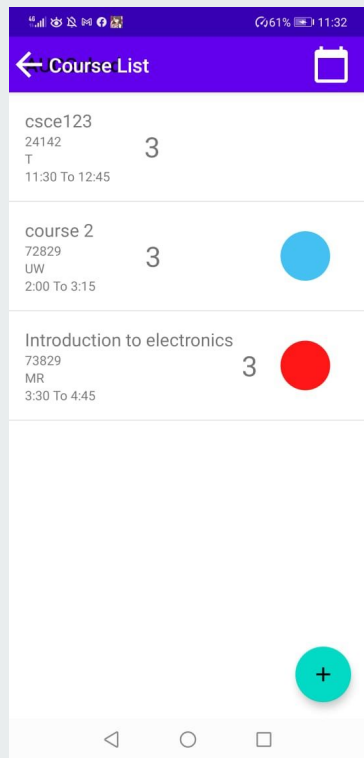 61% 11:32
Course List
csce123
24142
3
T
11:30 To 12:45
course 2
72829
3
UW
2:00 To 3:15
Introduction to electronics
73829
3
MR
3:30 To 4:45
+